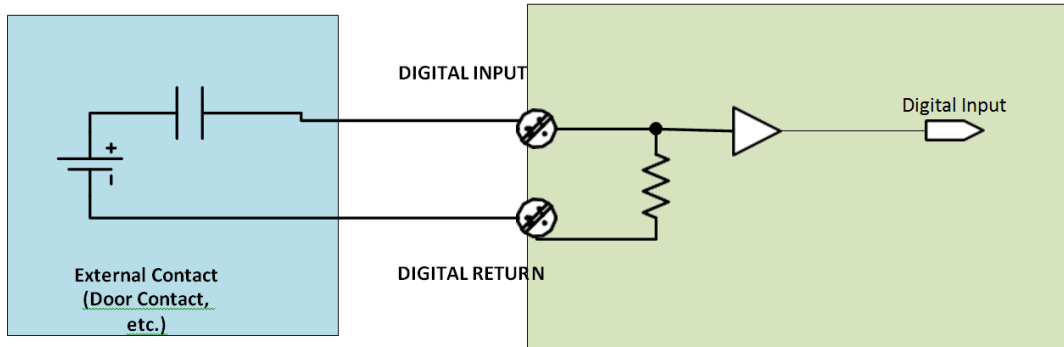 DIGITAL INPUT
Digital Input
+
DIGITAL RETURN
External Contact
(Door Contact,
etc.)